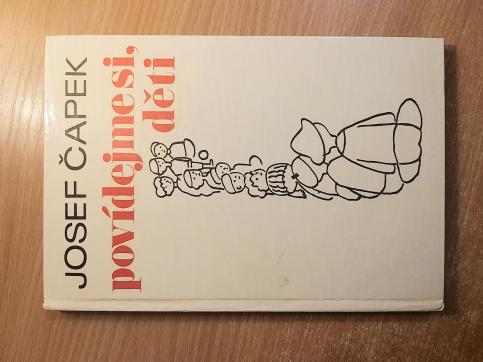 JOSEF ČAPEK
povídejme si,
děti